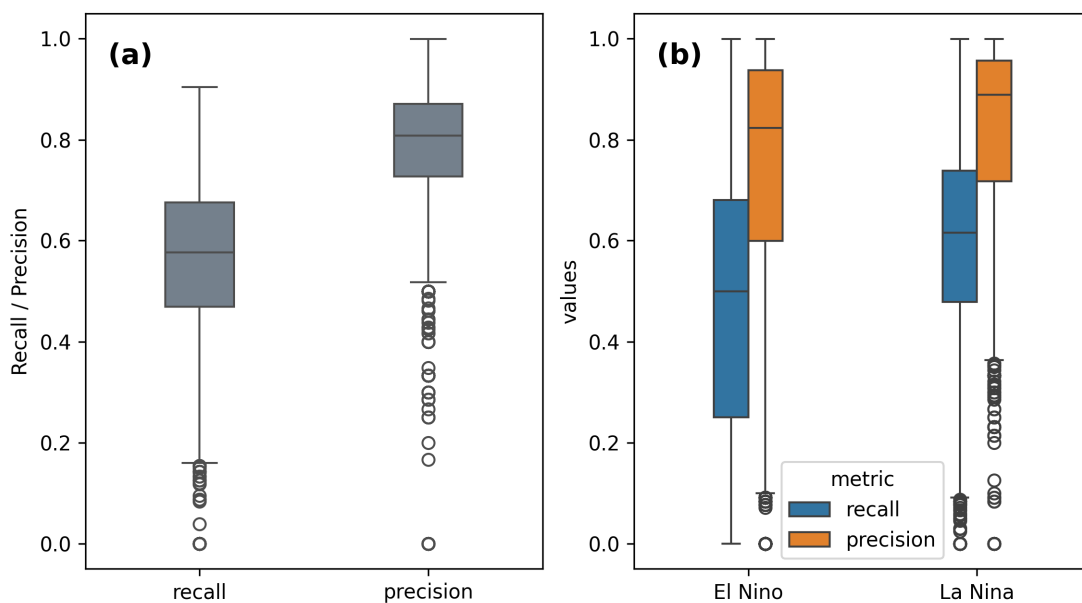 (a)
Recall / Precision
1.0
0.8
0.6
0.4
0.2
0.0
recall precision
(b)
values
1.0
0.8
0.6
0.4
0.2
0.0
metric
recall
precision
El Nino La Nina